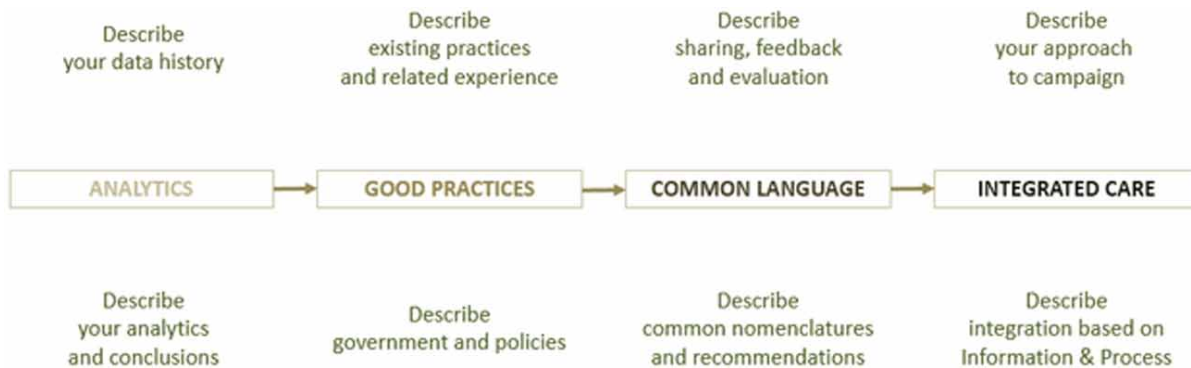 Describe
your data history
Describe
existing practices
and related experience
Describe
sharing, feedback
and evaluation
Describe
your approach
to campaign
ANALYTICS
GOOD PRACTICES
COMMON LANGUAGE
INTEGRATED CARE
Describe
your analytics
and conclusions
Describe
government and policies
Describe
common nomenclatures
and recommendations
Describe
integration based on
Information & Process